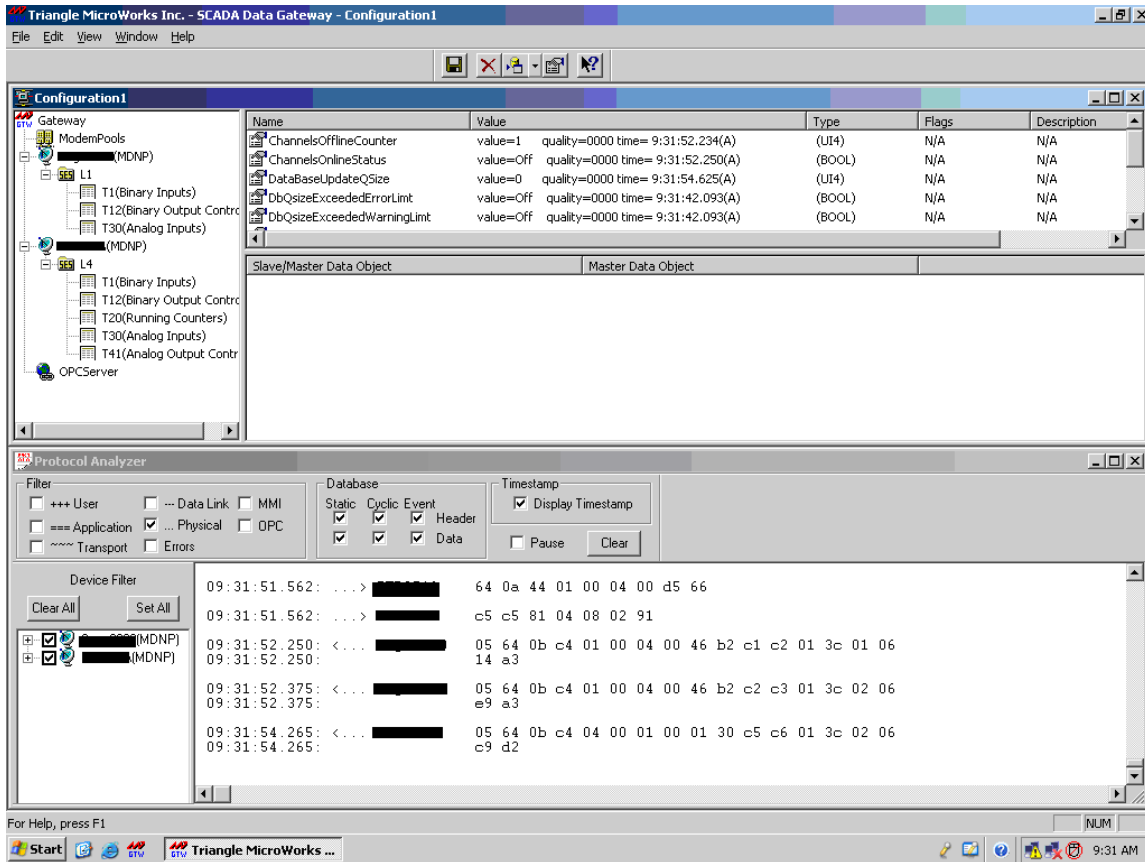 Triangle MicroWorks Inc. - SCADA Data Gateway - Configuration1
File Edit View Window Help
Configuration1
GTW Gateway
ModemPools
(MDNP)
SES L1
T1(Binary Inputs)
T12(Binary Output Contro
T30(Analog Inputs)
(MDNP)
SES L4
T1(Binary Inputs)
T12(Binary Output Contro
T20(Running Counters)
T30(Analog Inputs)
T41(Analog Output Contr
OPCServer
Name Value Type Flags Description
ChannelsOfflineCounter value=1 quality=0000 time= 9:31:52.234(A) (UI4) N/A N/A
ChannelsOnlineStatus value=Off quality=0000 time= 9:31:52.250(A) (BOOL) N/A N/A
DataBaseUpdateQSize value=0 quality=0000 time= 9:31:54.625(A) (UI4) N/A N/A
DbQsizeExceededErrorLimt value=Off quality=0000 time= 9:31:42.093(A) (BOOL) N/A N/A
DbQsizeExceededWarningLimt value=Off quality=0000 time= 9:31:42.093(A) (BOOL) N/A N/A
Slave/Master Data Object Master Data Object
Protocol Analyzer
Filter
+++ User --- Data Link MMI
=== Application ... Physical OPC
~~~ Transport Errors
Database
Static Cyclic Event
Header
Data
Timestamp
Display Timestamp
Pause Clear
Device Filter
Clear All Set All
(MDNP)
(MDNP)
09:31:51.562: ...> 64 0a 44 01 00 04 00 d5 66
09:31:51.562: ...> c5 c5 81 04 08 02 91
09:31:52.250: <... 05 64 0b c4 01 00 04 00 46 b2 c1 c2 01 3c 01 06
09:31:52.250: 14 a3
09:31:52.375: <... 05 64 0b c4 01 00 04 00 46 b2 c2 c3 01 3c 02 06
09:31:52.375: e9 a3
09:31:54.265: <... 05 64 0b c4 04 00 01 00 01 30 c5 c6 01 3c 02 06
09:31:54.265: c9 d2
For Help, press F1
NUM
Start GTW GTW Triangle MicroWorks ... 9:31 AM